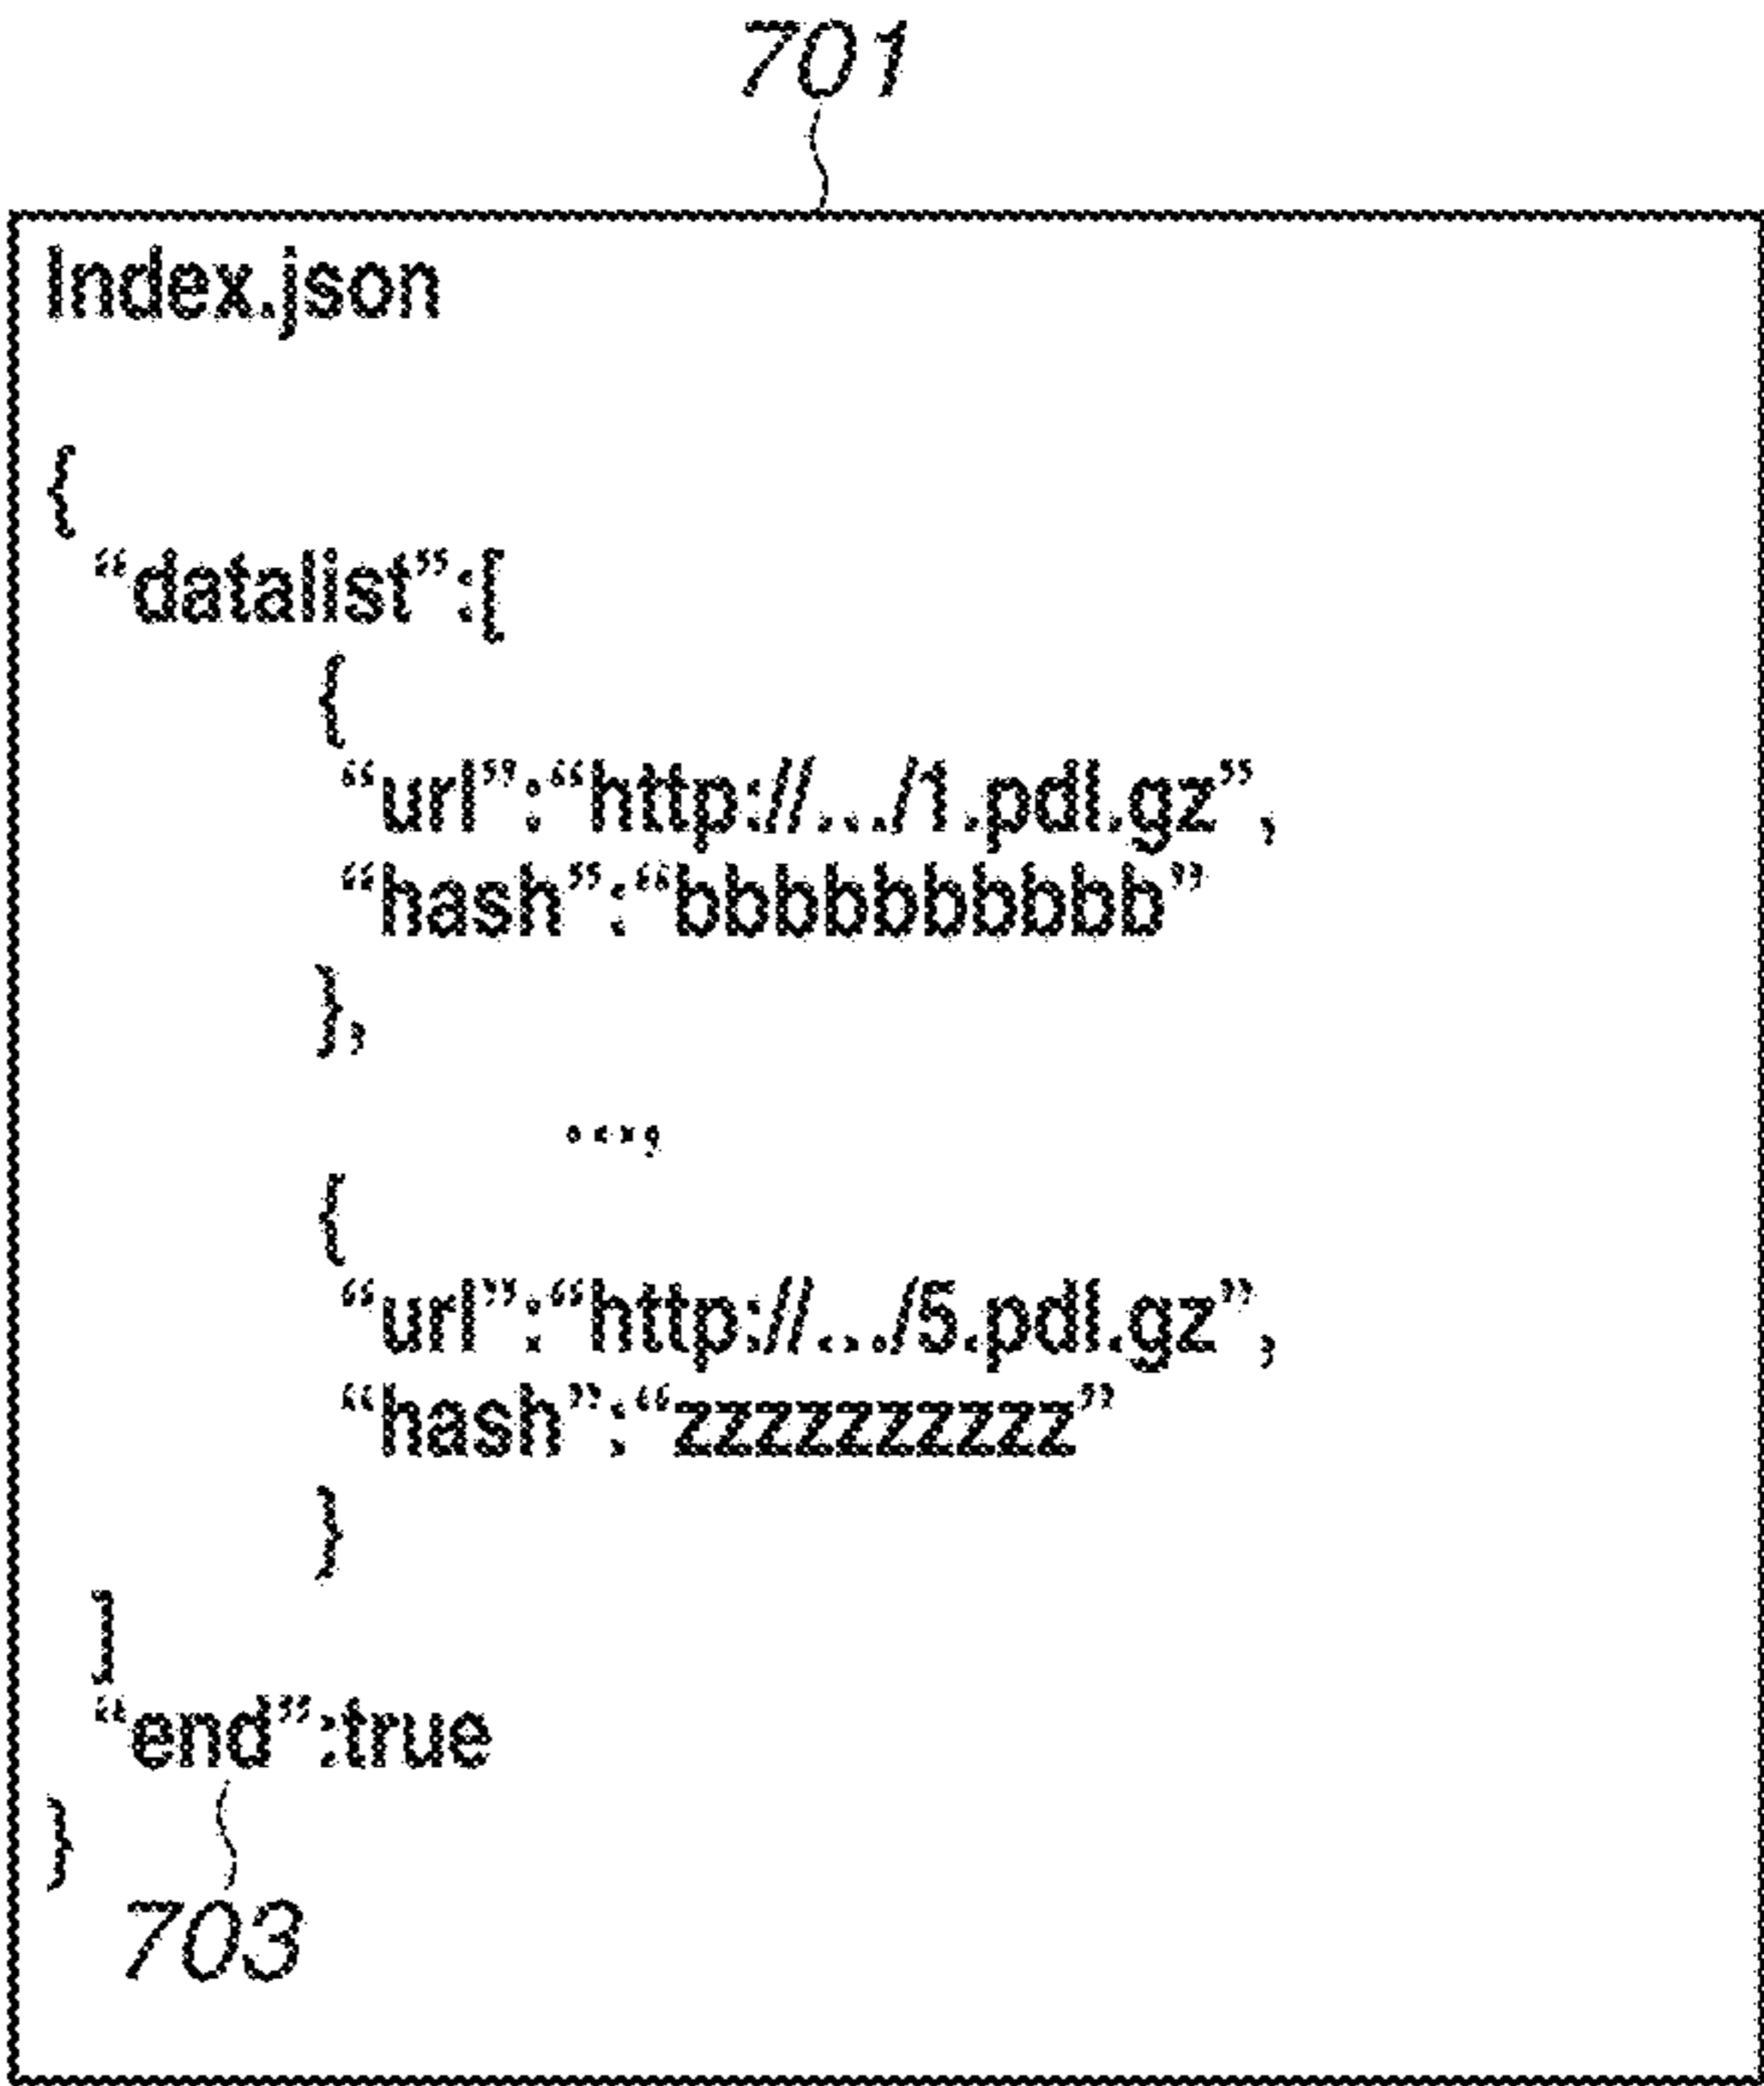 701
Index.json
{
“datalist”:[
{
“url”:“http://.../1.pdl.gz”,
“hash”:“bbbbbbbbbb”
},
...,
{
“url”:“http://.../5.pdl.gz”,
“hash”:“zzzzzzzzzz”
}
]
“end”:true
}
703